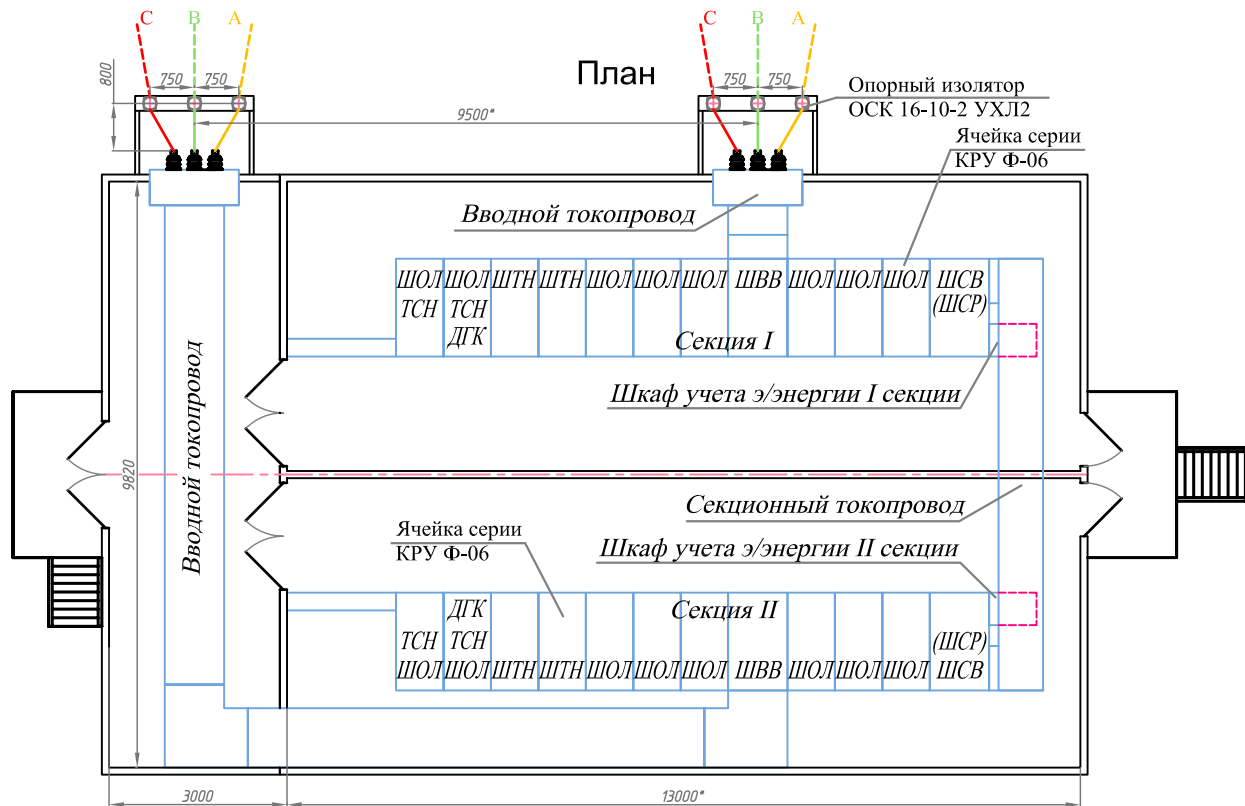 С В А С В А
План
750 750
750 750
800
9500*
Опорный изолятор
ОСК 16-10-2 УХЛ2
Ячейка серии
КРУ Ф-06
Вводной токопровод
ШОЛ ШОЛ ШТН ШТН ШОЛ ШОЛ ШОЛ ШВВ ШОЛ ШОЛ ШОЛ ШСВ
ТСН ТСН (ШСР)
ДГК
Секция I
Шкаф учета э/энергии I секции
Вводной токопровод
9820
Секционный токопровод
Ячейка серии
КРУ Ф-06
Шкаф учета э/энергии II секции
ДГК
Секция II
ТСН ТСН (ШСР)
ШОЛ ШОЛ ШТН ШТН ШОЛ ШОЛ ШОЛ ШВВ ШОЛ ШОЛ ШОЛ ШСВ
3000
13000*